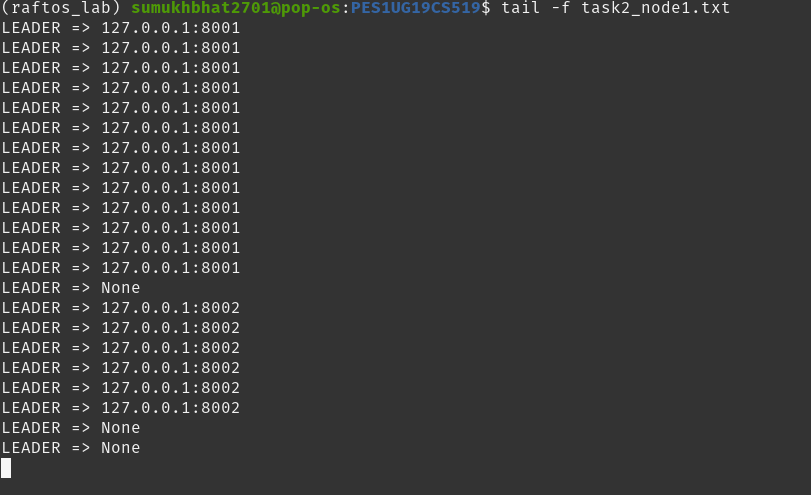 (raftos_lab) sumukhbhat2701@pop-os:PES1UG19CS519$ tail -f task2_node1.txt
LEADER => 127.0.0.1:8001
LEADER => 127.0.0.1:8001
LEADER => 127.0.0.1:8001
LEADER => 127.0.0.1:8001
LEADER => 127.0.0.1:8001
LEADER => 127.0.0.1:8001
LEADER => 127.0.0.1:8001
LEADER => 127.0.0.1:8001
LEADER => 127.0.0.1:8001
LEADER => 127.0.0.1:8001
LEADER => 127.0.0.1:8001
LEADER => 127.0.0.1:8001
LEADER => 127.0.0.1:8001
LEADER => None
LEADER => 127.0.0.1:8002
LEADER => 127.0.0.1:8002
LEADER => 127.0.0.1:8002
LEADER => 127.0.0.1:8002
LEADER => 127.0.0.1:8002
LEADER => 127.0.0.1:8002
LEADER => None
LEADER => None